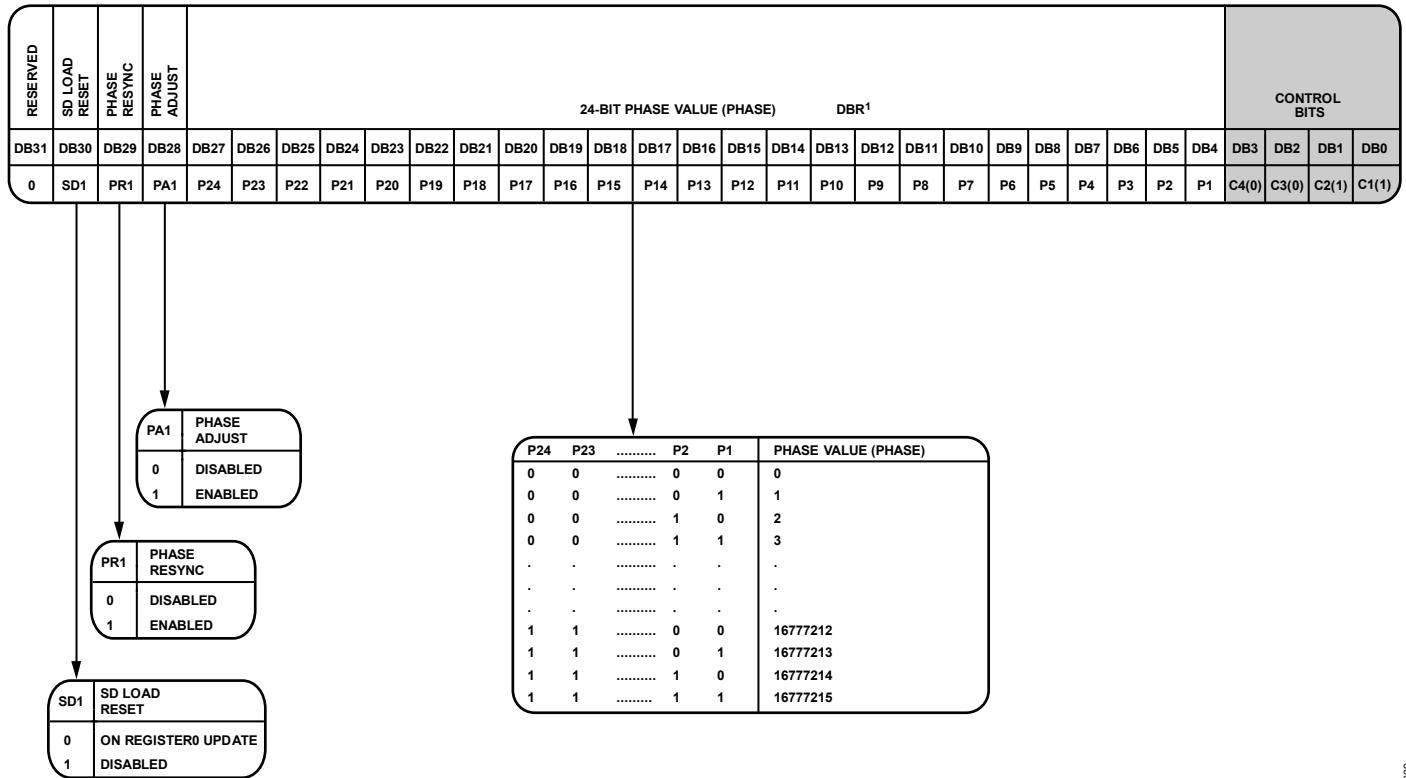 RESERVED
SD LOAD
RESET
PHASE
RESYNC
PHASE
ADJUST
24-BIT PHASE VALUE (PHASE) DBR1
CONTROL
BITS
DB31 DB30 DB29 DB28 DB27 DB26 DB25 DB24 DB23 DB22 DB21 DB20 DB19 DB18 DB17 DB16 DB15 DB14 DB13 DB12 DB11 DB10 DB9 DB8 DB7 DB6 DB5 DB4 DB3 DB2 DB1 DB0
0 SD1 PR1 PA1 P24 P23 P22 P21 P20 P19 P18 P17 P16 P15 P14 P13 P12 P11 P10 P9 P8 P7 P6 P5 P4 P3 P2 P1 C4(0) C3(0) C2(1) C1(1)
PA1 PHASE
ADJUST
0 DISABLED
1 ENABLED
PR1 PHASE
RESYNC
0 DISABLED
1 ENABLED
SD1 SD LOAD
RESET
0 ON REGISTER0 UPDATE
1 DISABLED
P24 P23 .......... P2 P1 PHASE VALUE (PHASE)
0 0 .......... 0 0 0
0 0 .......... 0 1 1
0 0 .......... 1 0 2
0 0 .......... 1 1 3
. . .......... . . .
. . .......... . . .
. . .......... . . .
1 1 .......... 0 0 16777212
1 1 .......... 0 1 16777213
1 1 .......... 1 0 16777214
1 1 ......... 1 1 16777215